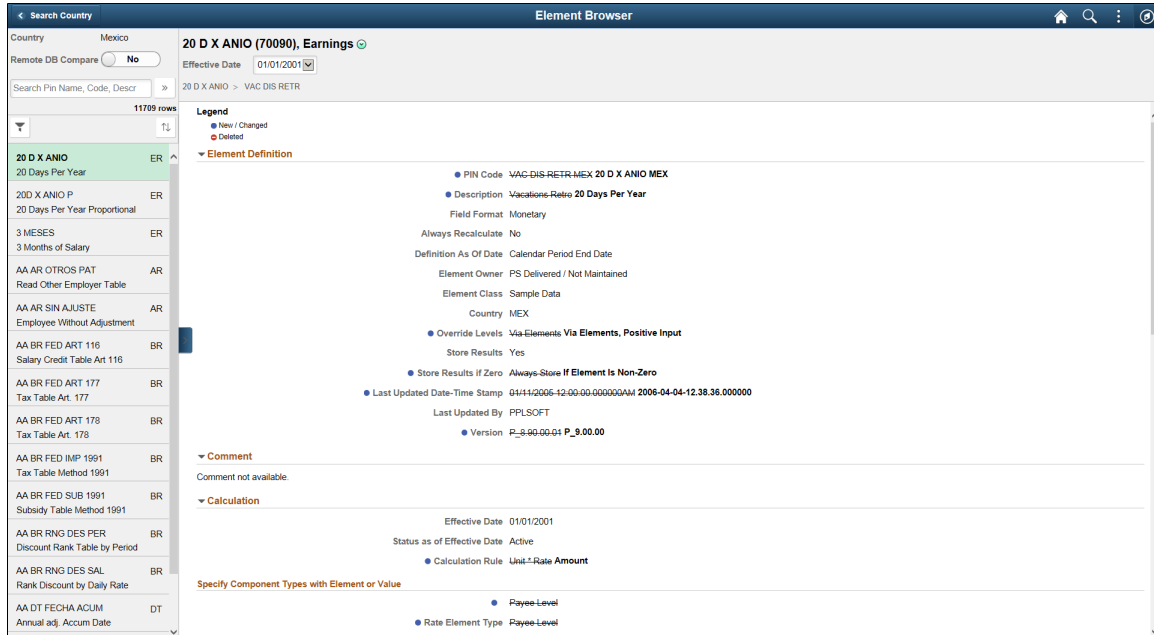 Search Country
Element Browser
Country Mexico
Remote DB Compare No
Search Pin Name, Code, Descr »
11709 rows
20 D X ANIO ER
20 Days Per Year
20D X ANIO P ER
20 Days Per Year Proportional
3 MESES ER
3 Months of Salary
AA AR OTROS PAT AR
Read Other Employer Table
AA AR SIN AJUSTE AR
Employee Without Adjustment
AA BR FED ART 116 BR
Salary Credit Table Art 116
AA BR FED ART 177 BR
Tax Table Art. 177
AA BR FED ART 178 BR
Tax Table Art. 178
AA BR FED IMP 1991 BR
Tax Table Method 1991
AA BR FED SUB 1991 BR
Subsidy Table Method 1991
AA BR RNG DES PER BR
Discount Rank Table by Period
AA BR RNG DES SAL BR
Rank Discount by Daily Rate
AA DT FECHA ACUM DT
Annual adj. Accum Date
20 D X ANIO (70090), Earnings
Effective Date 01/01/2001
20 D X ANIO > VAC DIS RETR
Legend
New / Changed
Deleted
Element Definition
PIN Code VAC DIS RETR MEX 20 D X ANIO MEX
Description Vacations Retro 20 Days Per Year
Field Format Monetary
Always Recalculate No
Definition As Of Date Calendar Period End Date
Element Owner PS Delivered / Not Maintained
Element Class Sample Data
Country MEX
Override Levels Via Elements Via Elements, Positive Input
Store Results Yes
Store Results if Zero Always Store If Element Is Non-Zero
Last Updated Date-Time Stamp 01/11/2005 12:00:00.000000AM 2006-04-04-12.38.36.000000
Last Updated By PPLSOFT
Version P_8.90.00.01 P_9.00.00
Comment
Comment not available.
Calculation
Effective Date 01/01/2001
Status as of Effective Date Active
Calculation Rule Unit * Rate Amount
Specify Component Types with Element or Value
Payee Level
Rate Element Type Payee Level